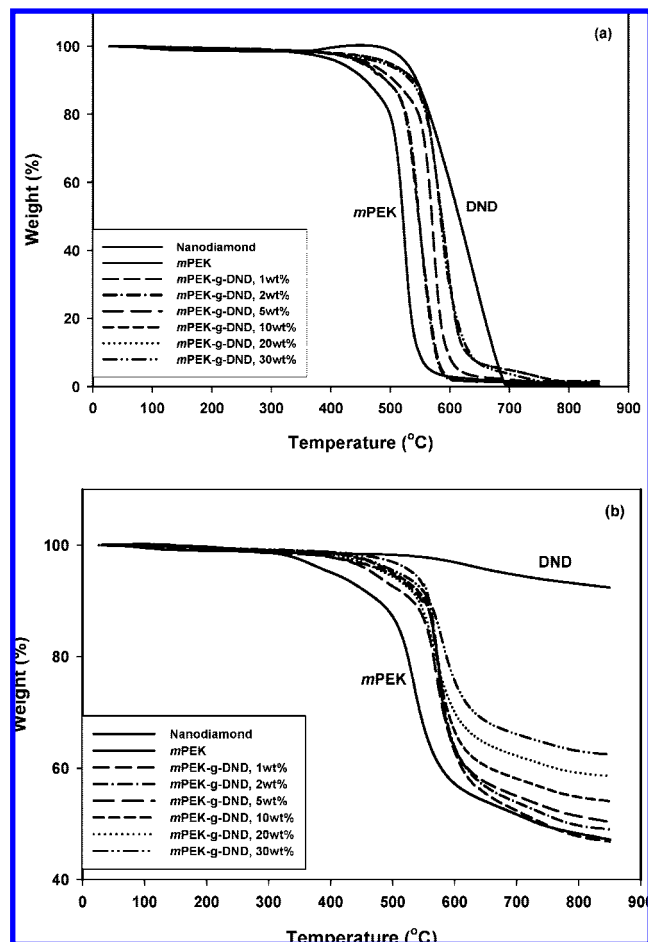 (a)
100
80
60
40
20
0
Weight (%)
mPEK
DND
Nanodiamond
mPEK
mPEK-g-DND, 1wt%
mPEK-g-DND, 2wt%
mPEK-g-DND, 5wt%
mPEK-g-DND, 10wt%
mPEK-g-DND, 20wt%
mPEK-g-DND, 30wt%
0 100 200 300 400 500 600 700 800 900
Temperature (°C)
(b)
100
80
60
40
Weight (%)
DND
mPEK
Nanodiamond
mPEK
mPEK-g-DND, 1wt%
mPEK-g-DND, 2wt%
mPEK-g-DND, 5wt%
mPEK-g-DND, 10wt%
mPEK-g-DND, 20wt%
mPEK-g-DND, 30wt%
0 100 200 300 400 500 600 700 800 900
Temperature (°C)